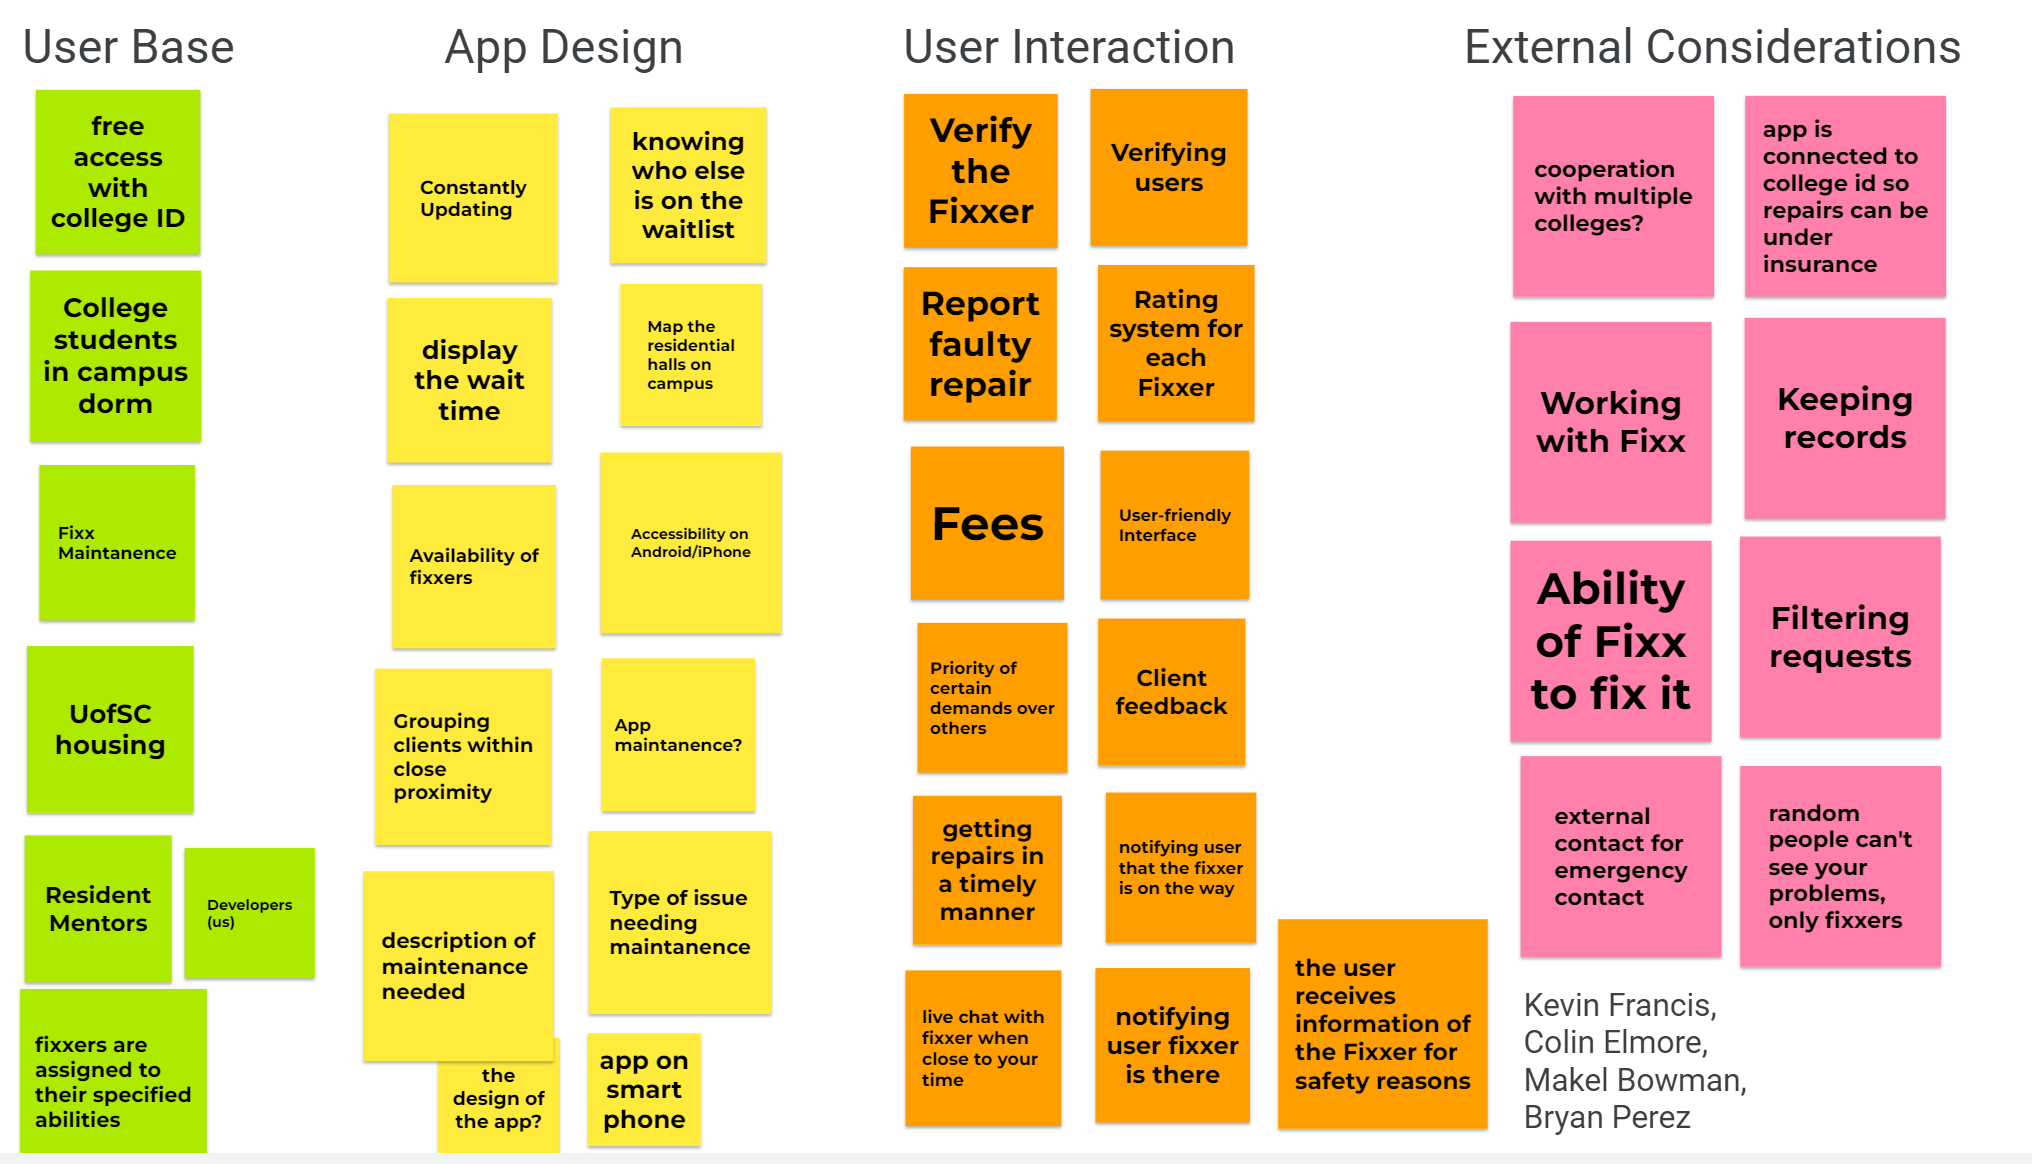 User Base
free
access
with
college ID
College
students
in campus
dorm
Fixx
Maintanence
UofSC
housing
Resident
Mentors
Developers
(us)
fixxers are
assigned to
their specified
abilities
App Design
Constantly
Updating
knowing
who else
is on the
waitlist
display
the wait
time
Map the
residential
halls on
campus
Availability of
fixxers
Accessibility on
Android/iPhone
Grouping
clients within
close
proximity
App
maintanence?
description of
maintenance
needed
Type of issue
needing
maintanence
the
design of
the app?
app on
smart
phone
User Interaction
Verify
the
Fixxer
Verifying
users
Report
faulty
repair
Rating
system for
each
Fixxer
Fees
User-friendly
Interface
Priority of
certain
demands over
others
Client
feedback
getting
repairs in
a timely
manner
notifying user
that the fixxer
is on the way
live chat with
fixxer when
close to your
time
notifying
user fixxer
is there
the user
receives
information of
the Fixxer for
safety reasons
External Considerations
cooperation
with multiple
colleges?
app is
connected to
college id so
repairs can be
under
insurance
Working
with Fixx
Keeping
records
Ability
of Fixx
to fix it
Filtering
requests
external
contact for
emergency
contact
random
people can't
see your
problems,
only fixxers
Kevin Francis,
Colin Elmore,
Makel Bowman,
Bryan Perez